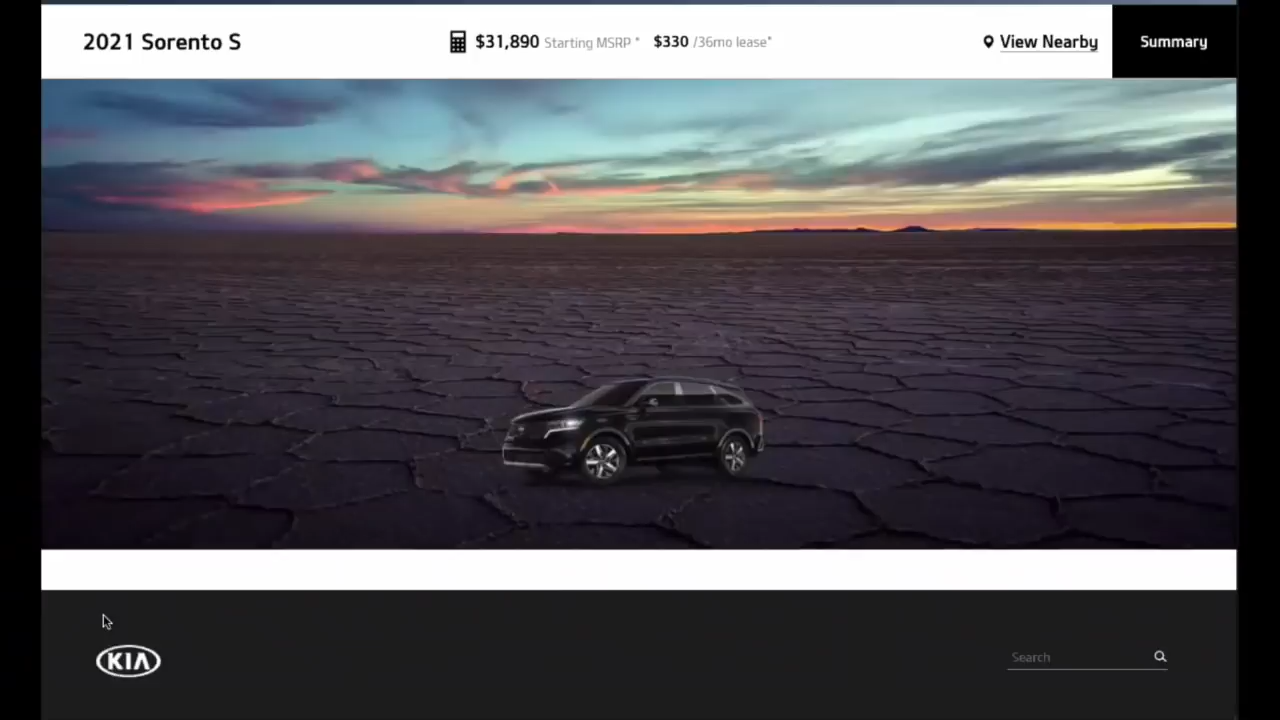 2021 Sorento S
$31,890 Starting MSRP * $330 /36mo lease*
View Nearby
Summary
KIA
Search